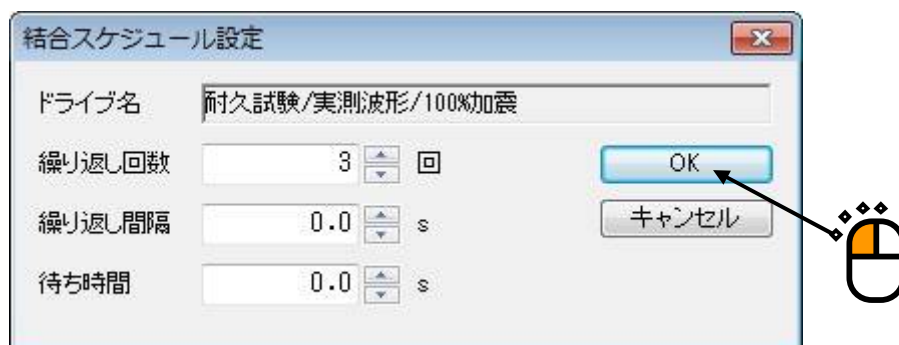 結合スケジュール設定
ドライブ名 耐久試験/実測波形/100%加震
繰り返し回数 3 回
OK
繰り返し間隔 0.0 s
キャンセル
待ち時間 0.0 s